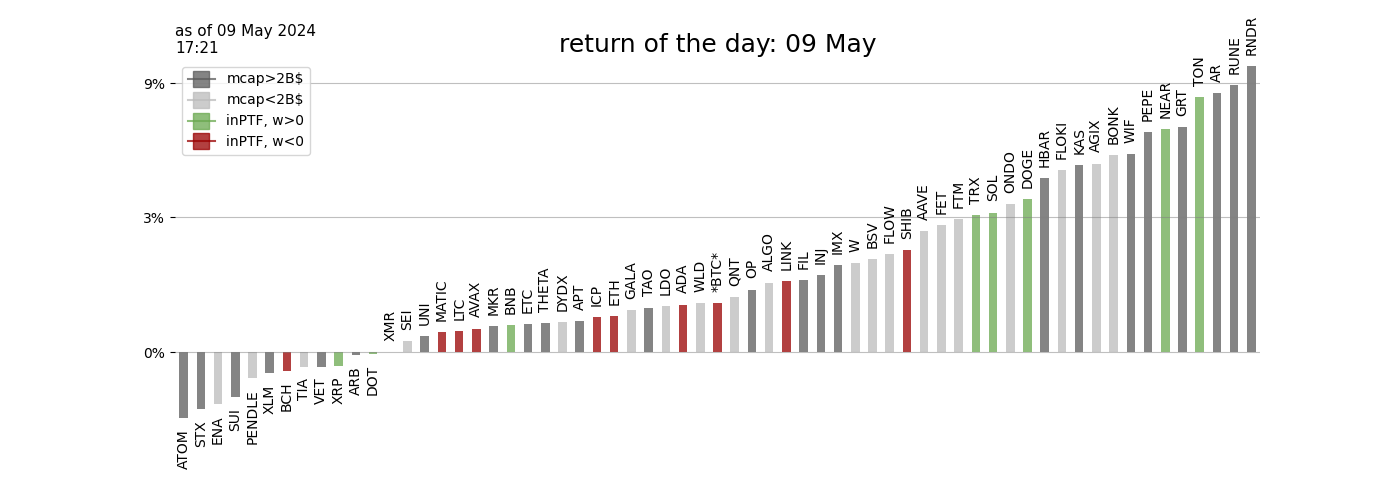 as of 09 May 2024
17:21
return of the day: 09 May
mcap>2B$
mcap<2B$
inPTF, w>0
inPTF, w<0
9%
3%
0%
ATOM
STX
ENA
SUI
PENDLE
XLM
BCH
TIA
VET
XRP
ARB
DOT
XMR
SEI
UNI
MATIC
LTC
AVAX
MKR
BNB
ETC
THETA
DYDX
APT
ICP
ETH
GALA
TAO
LDO
ADA
WLD
*BTC*
QNT
OP
ALGO
LINK
FIL
INJ
IMX
W
BSV
FLOW
SHIB
AAVE
FET
FTM
TRX
SOL
ONDO
DOGE
HBAR
FLOKI
KAS
AGIX
BONK
WIF
PEPE
NEAR
GRT
TON
AR
RUNE
RNDR